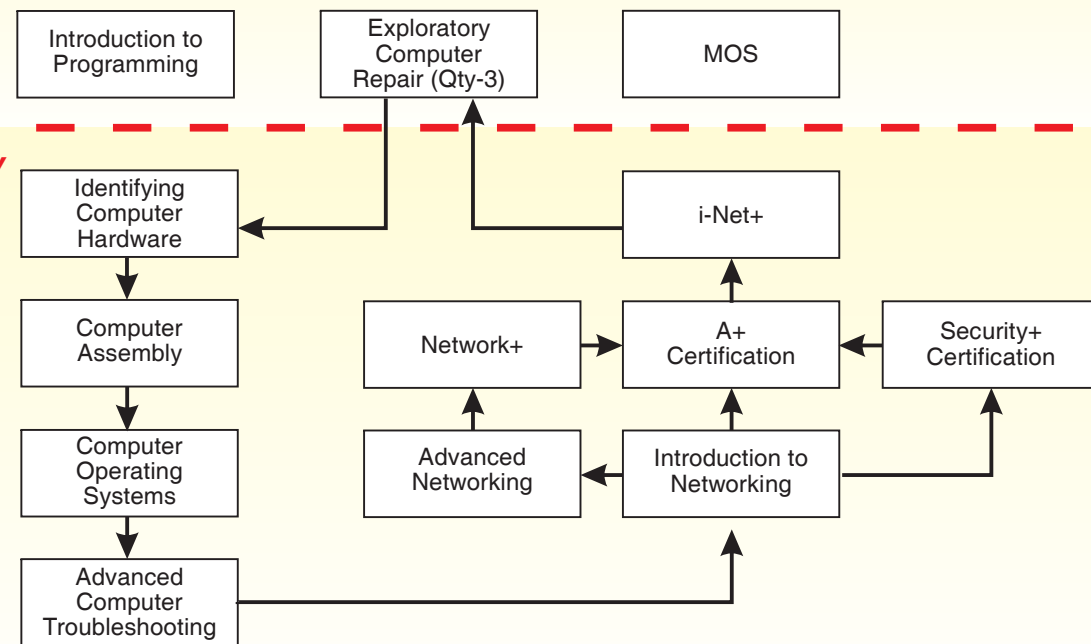 Introduction to
Programming
Exploratory
Computer
Repair (Qty-3)
MOS
Identifying
Computer
Hardware
i-Net+
Computer
Assembly
Network+
A+
Certification
Security+
Certification
Computer
Operating
Systems
Advanced
Networking
Introduction to
Networking
Advanced
Computer
Troubleshooting